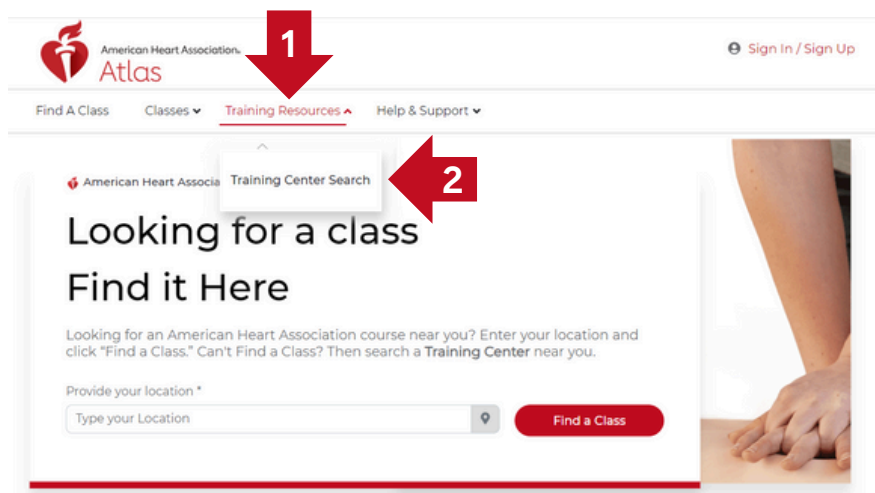 1
American Heart Association.
Atlas
Sign In / Sign Up
Find A Class Classes Training Resources Help & Support
Training Center Search
2
American Heart
Looking for a class
Find it Here
Looking for an American Heart Association course near you? Enter your location and
click "Find a Class." Can't Find a Class? Then search a Training Center near you.
Provide your location *
Type your Location
Find a Class